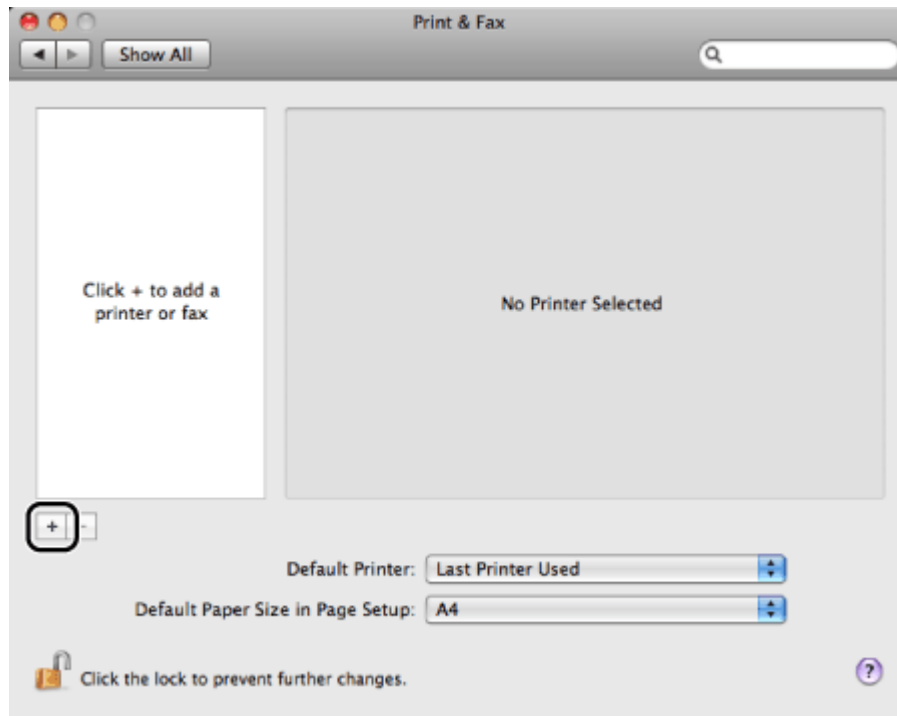 Print & Fax
Show All
Click + to add a
printer or fax
No Printer Selected
+ -
Default Printer: Last Printer Used
Default Paper Size in Page Setup: A4
Click the lock to prevent further changes.
?